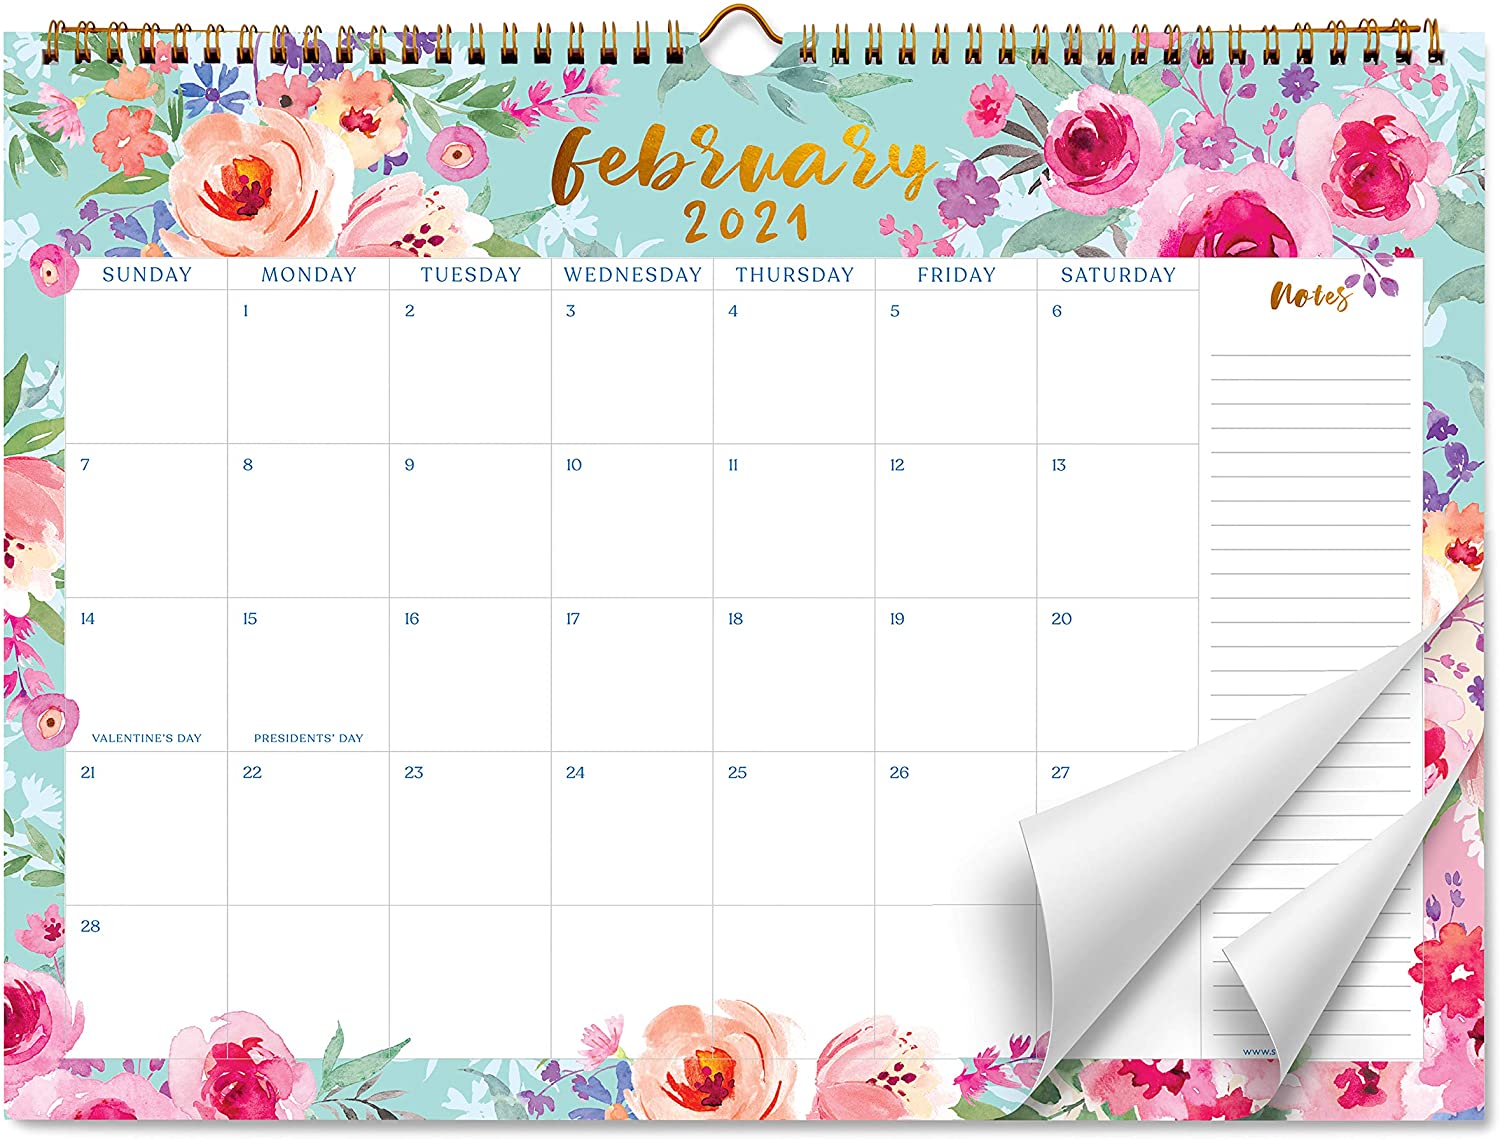 february
2021
SUNDAY MONDAY TUESDAY WEDNESDAY THURSDAY FRIDAY SATURDAY
Notes
1 2 3 4 5 6
7 8 9 10 11 12 13
14 15 16 17 18 19 20
VALENTINE'S DAY PRESIDENTS' DAY
21 22 23 24 25 26 27
28
WWW.S